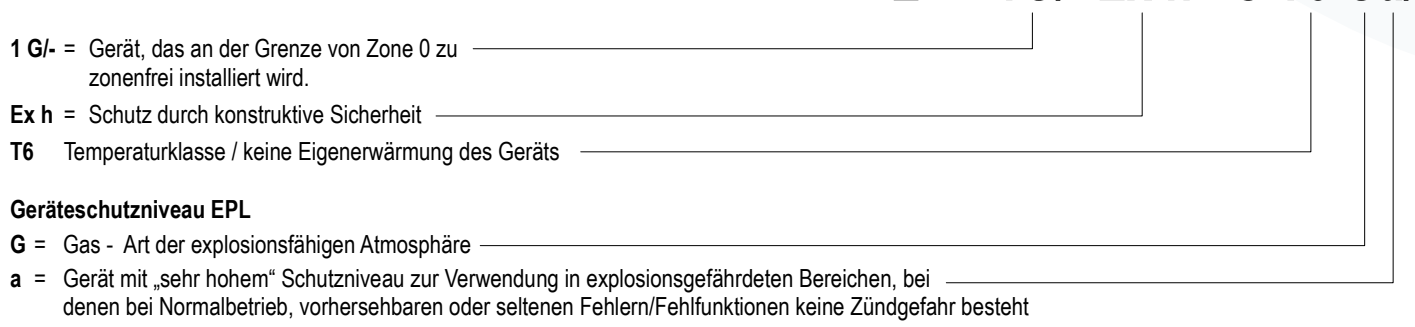 1 G/- = Gerät, das an der Grenze von Zone 0 zu
zonenfrei installiert wird.
Ex h = Schutz durch konstruktive Sicherheit
T6 Temperaturklasse / keine Eigenerwärmung des Geräts
Geräteschutzniveau EPL
G = Gas - Art der explosionsfähigen Atmosphäre
a = Gerät mit „sehr hohem“ Schutzniveau zur Verwendung in explosionsgefährdeten Bereichen, bei
denen bei Normalbetrieb, vorhersehbaren oder seltenen Fehlern/Fehlfunktionen keine Zündgefahr besteht